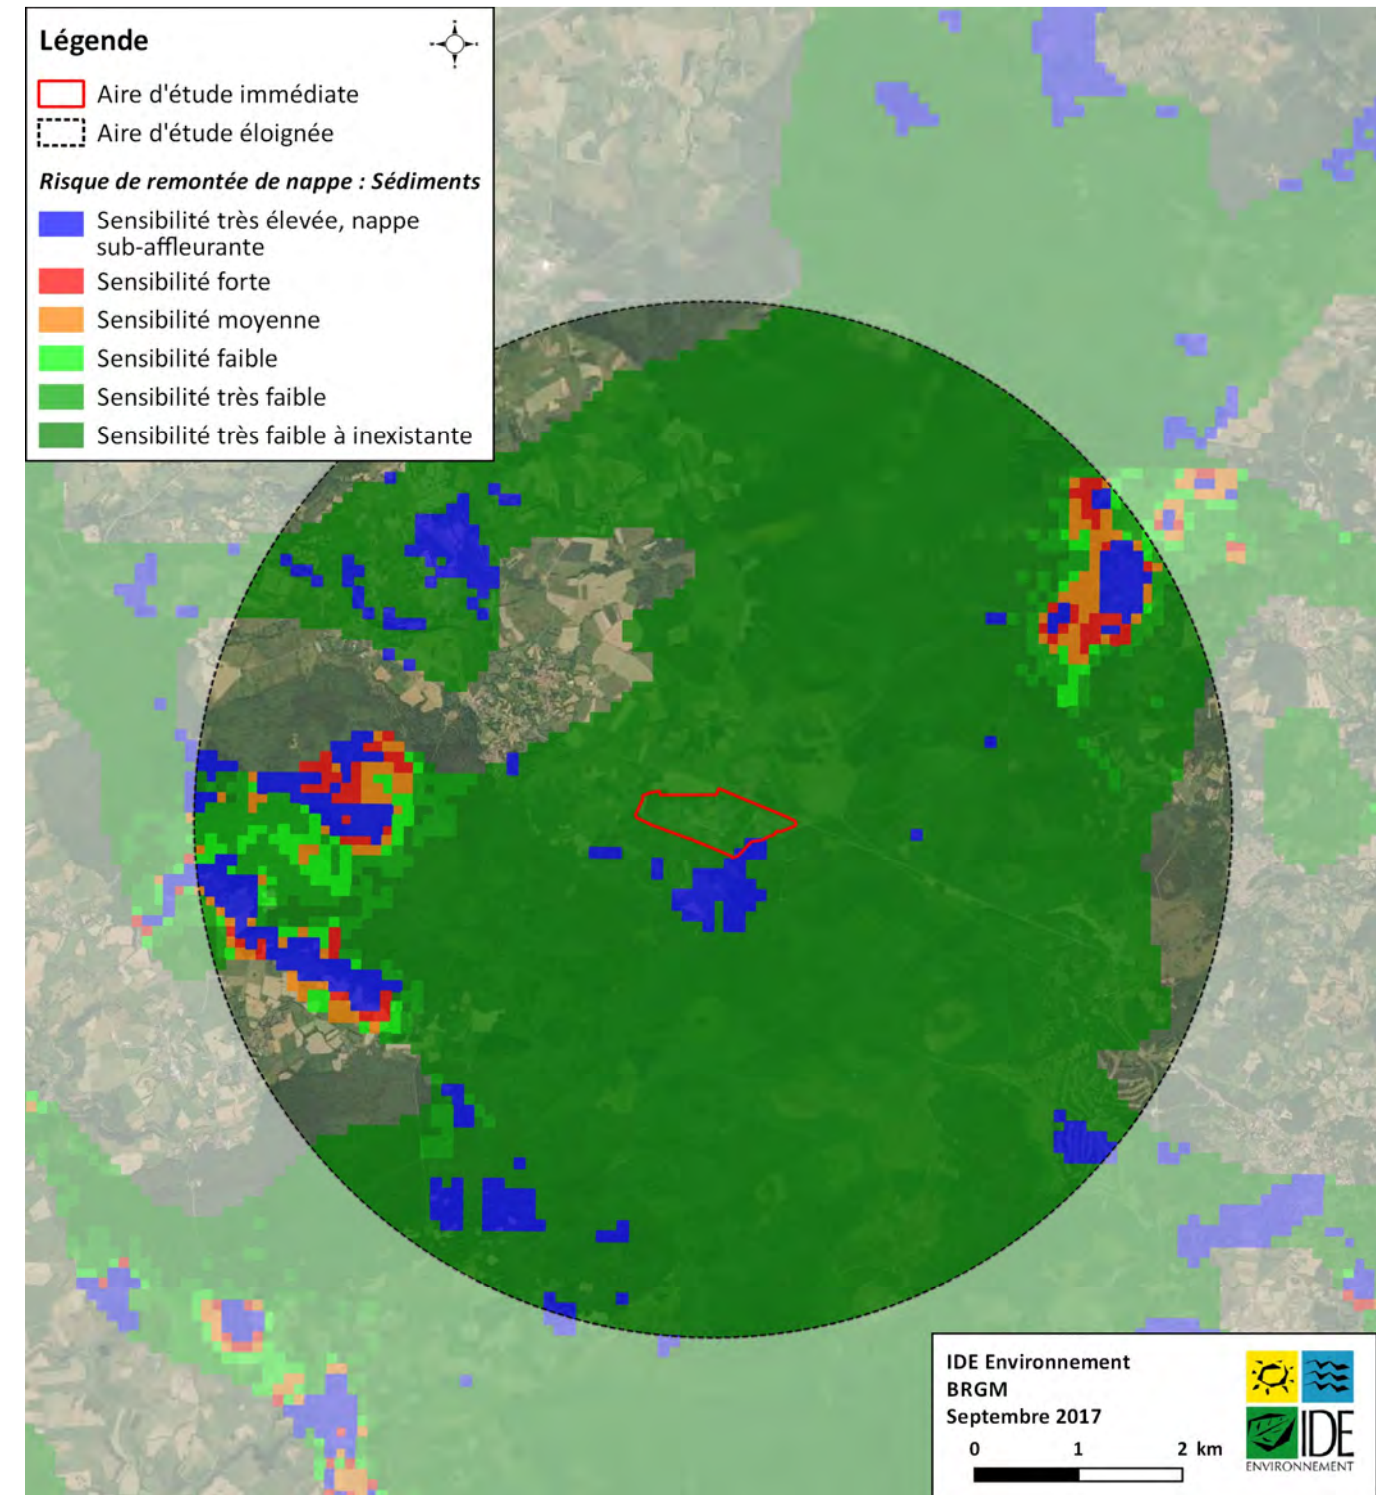 Légende
Aire d'étude immédiate
Aire d'étude éloignée
Risque de remontée de nappe : Sédiments
Sensibilité très élevée, nappe
sub-affleurante
Sensibilité forte
Sensibilité moyenne
Sensibilité faible
Sensibilité très faible
Sensibilité très faible à inexistante
IDE Environnement
BRGM
Septembre 2017
0 1 2 km
IDE
ENVIRONNEMENT